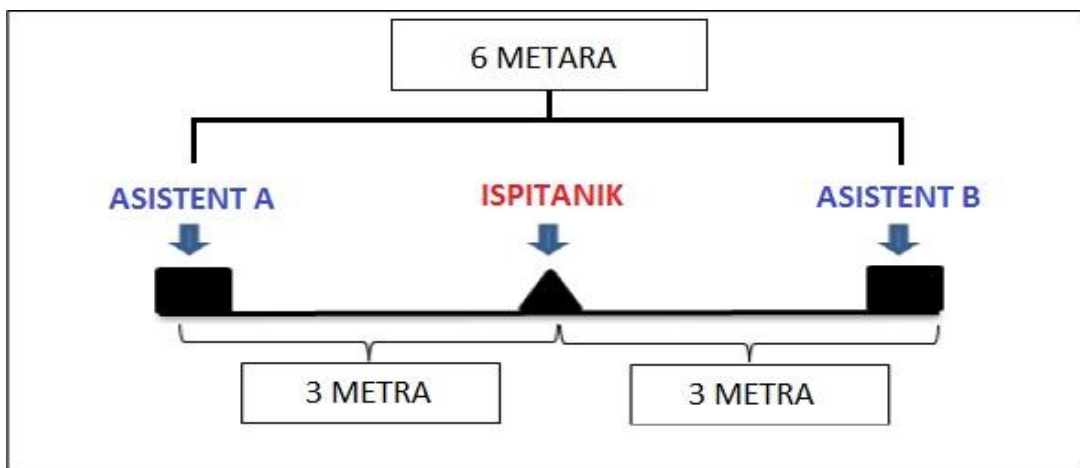 6 METARA
ASISTENT A
ISPITANIK
ASISTENT B
3 METRA
3 METRA